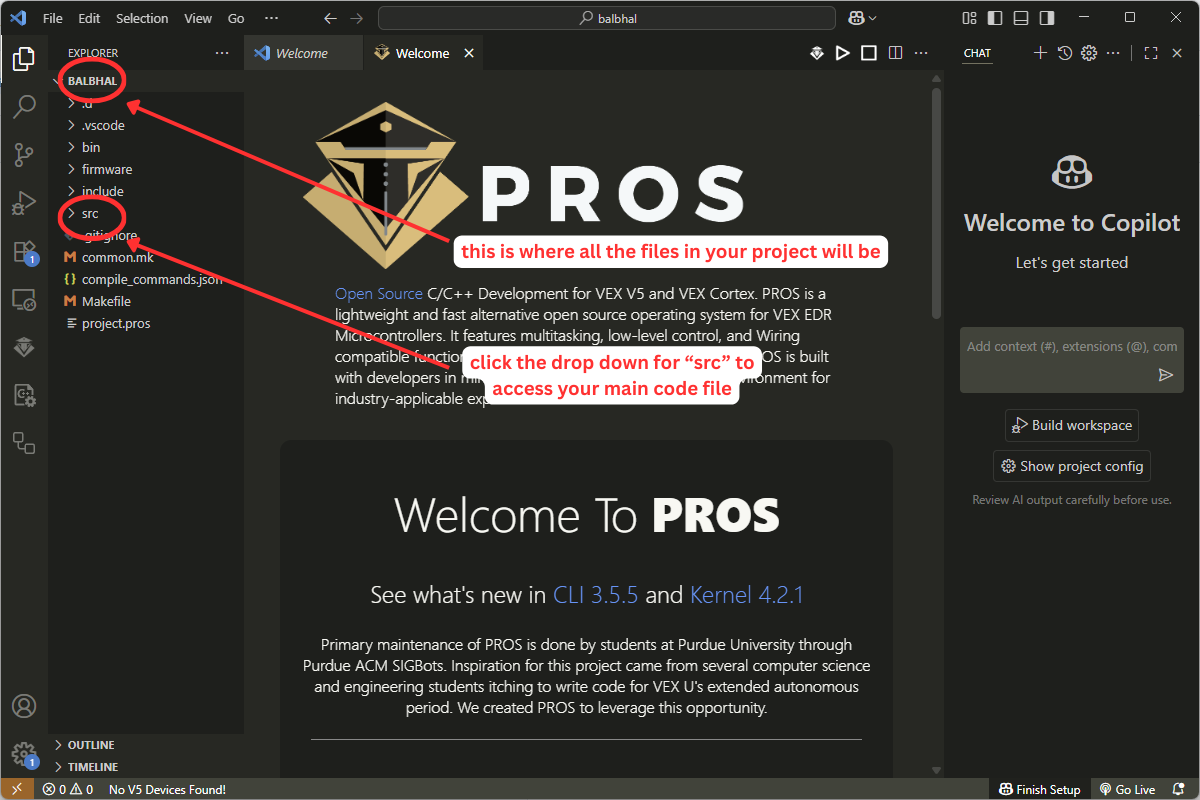 File Edit Selection View Go ···
balbhal
EXPLORER
BALBHAL
.d
.vscode
bin
firmware
include
src
.gitignore
common.mk
compile_commands.json
Makefile
project.pros
OUTLINE
TIMELINE
Welcome
Welcome
PROS
this is where all the files in your project will be
Open Source C/C++ Development for VEX V5 and VEX Cortex. PROS is a
lightweight and fast alternative open source operating system for VEX EDR
Microcontrollers. It features multitasking, low-level control, and Wiring
compatible function OS is built
with developers in mi ironment for
industry-applicable exp
click the drop down for “src” to
access your main code file
Welcome To PROS
See what's new in CLI 3.5.5 and Kernel 4.2.1
Primary maintenance of PROS is done by students at Purdue University through
Purdue ACM SIGBots. Inspiration for this project came from several computer science
and engineering students itching to write code for VEX U's extended autonomous
period. We created PROS to leverage this opportunity.
CHAT
Welcome to Copilot
Let's get started
Add context (#), extensions (@), com
Build workspace
Show project config
Review AI output carefully before use.
1
1
0 0 No V5 Devices Found!
Finish Setup Go Live